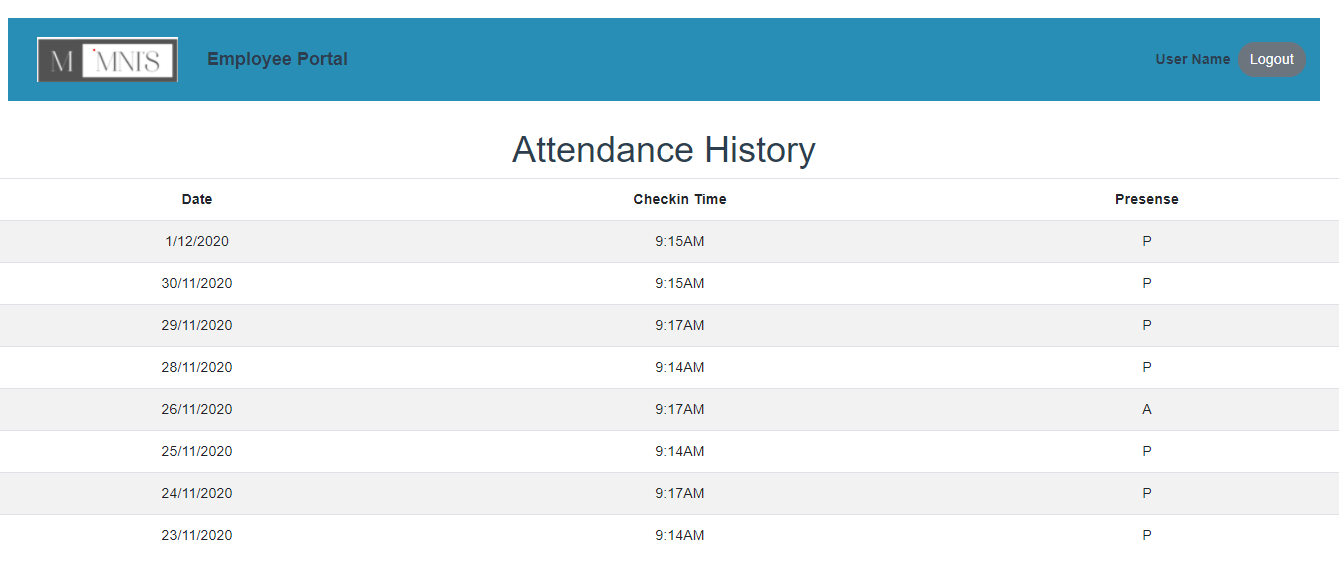 M MNIS Employee Portal User Name Logout
Attendance History
Date Checkin Time Presense
1/12/2020 9:15AM P
30/11/2020 9:15AM P
29/11/2020 9:17AM P
28/11/2020 9:14AM P
26/11/2020 9:17AM A
25/11/2020 9:14AM P
24/11/2020 9:17AM P
23/11/2020 9:14AM P